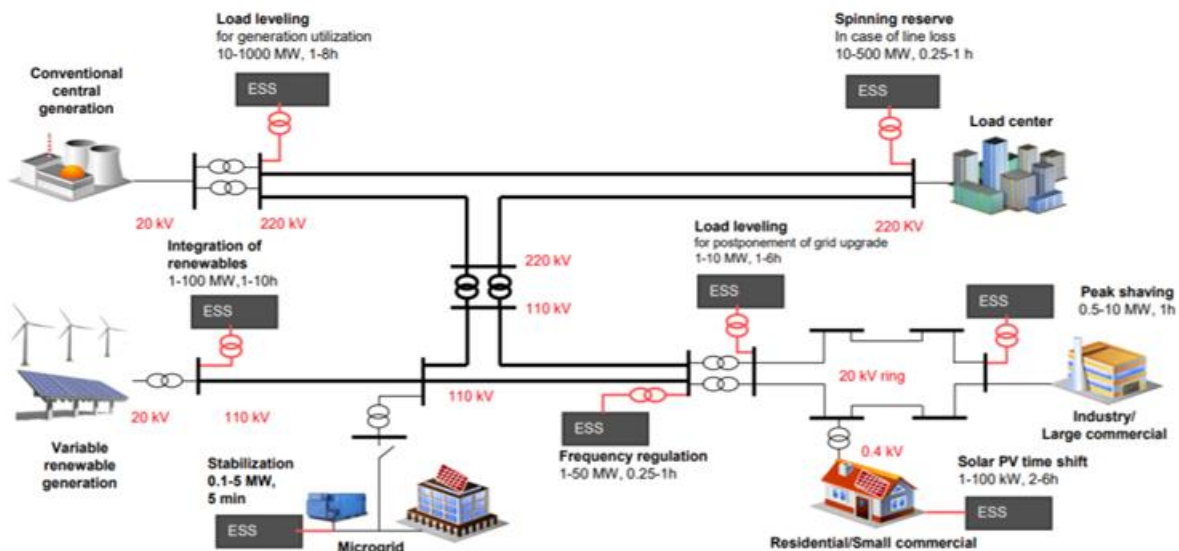 Load leveling
for generation utilization
10-1000 MW, 1-8h
ESS
Spinning reserve
In case of line loss
10-500 MW, 0.25-1 h
ESS
Conventional
central
generation
Load center
20 kV
220 kV
220 KV
Integration of
renewables
1-100 MW,1-10h
ESS
220 kV
110 kV
Load leveling
for postponement of grid upgrade
1-10 MW, 1-6h
ESS
Peak shaving
0.5-10 MW, 1h
ESS
20 kV
110 kV
110 kV
20 kV ring
Industry/
Large commercial
Variable
renewable
generation
ESS
Frequency regulation
1-50 MW, 0.25-1h
0.4 kV
Stabilization
0.1-5 MW,
5 min
ESS
Microgrid
Solar PV time shift
1-100 kW, 2-6h
ESS
Residential/Small commercial